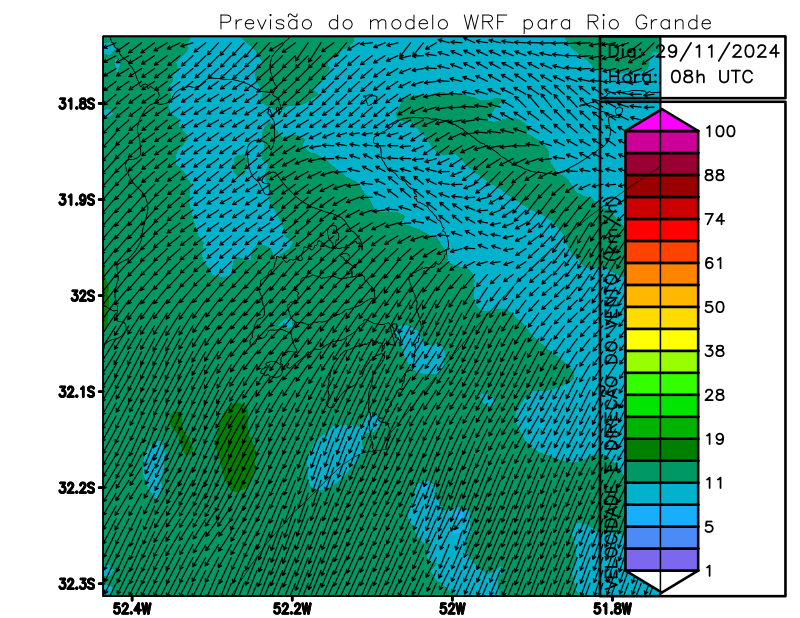 Previsão do modelo WRF para Rio Grande
Dia: 29/11/2024
Hora: 08h UTC
31.8S
31.9S
32S
32.1S
32.2S
32.3S
52.4W
52.2W
52W
51.8W
VELOCIDADE E DIREÇÃO DO VENTO (km/h)
100
88
74
61
50
38
28
19
11
5
1